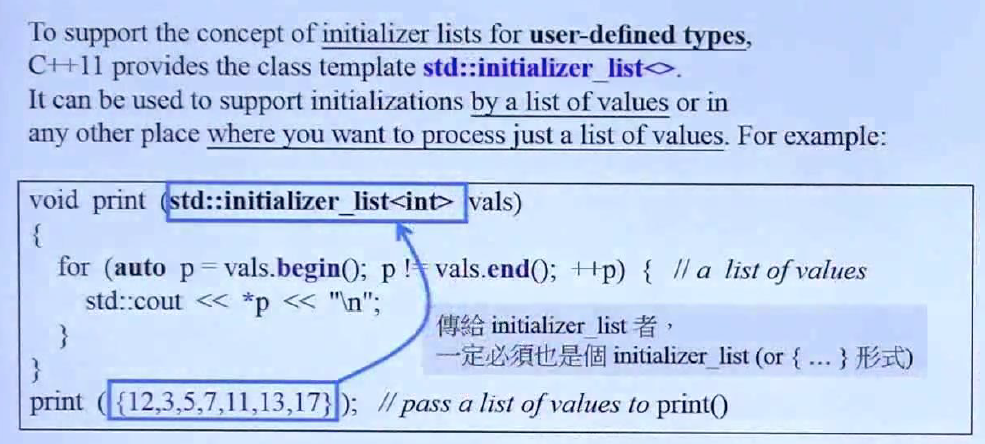 To support the concept of initializer lists for user-defined types,
C++11 provides the class template std::initializer_list<>.
It can be used to support initializations by a list of values or in
any other place where you want to process just a list of values. For example:
void print (std::initializer_list<int> vals)
{
for (auto p = vals.begin(); p != vals.end(); ++p) { // a list of values
std::cout << *p << "\n";
}
}
傳給 initializer_list 者，
一定必須也是個 initializer_list (or { ... } 形式)
print ({12,3,5,7,11,13,17}); // pass a list of values to print()